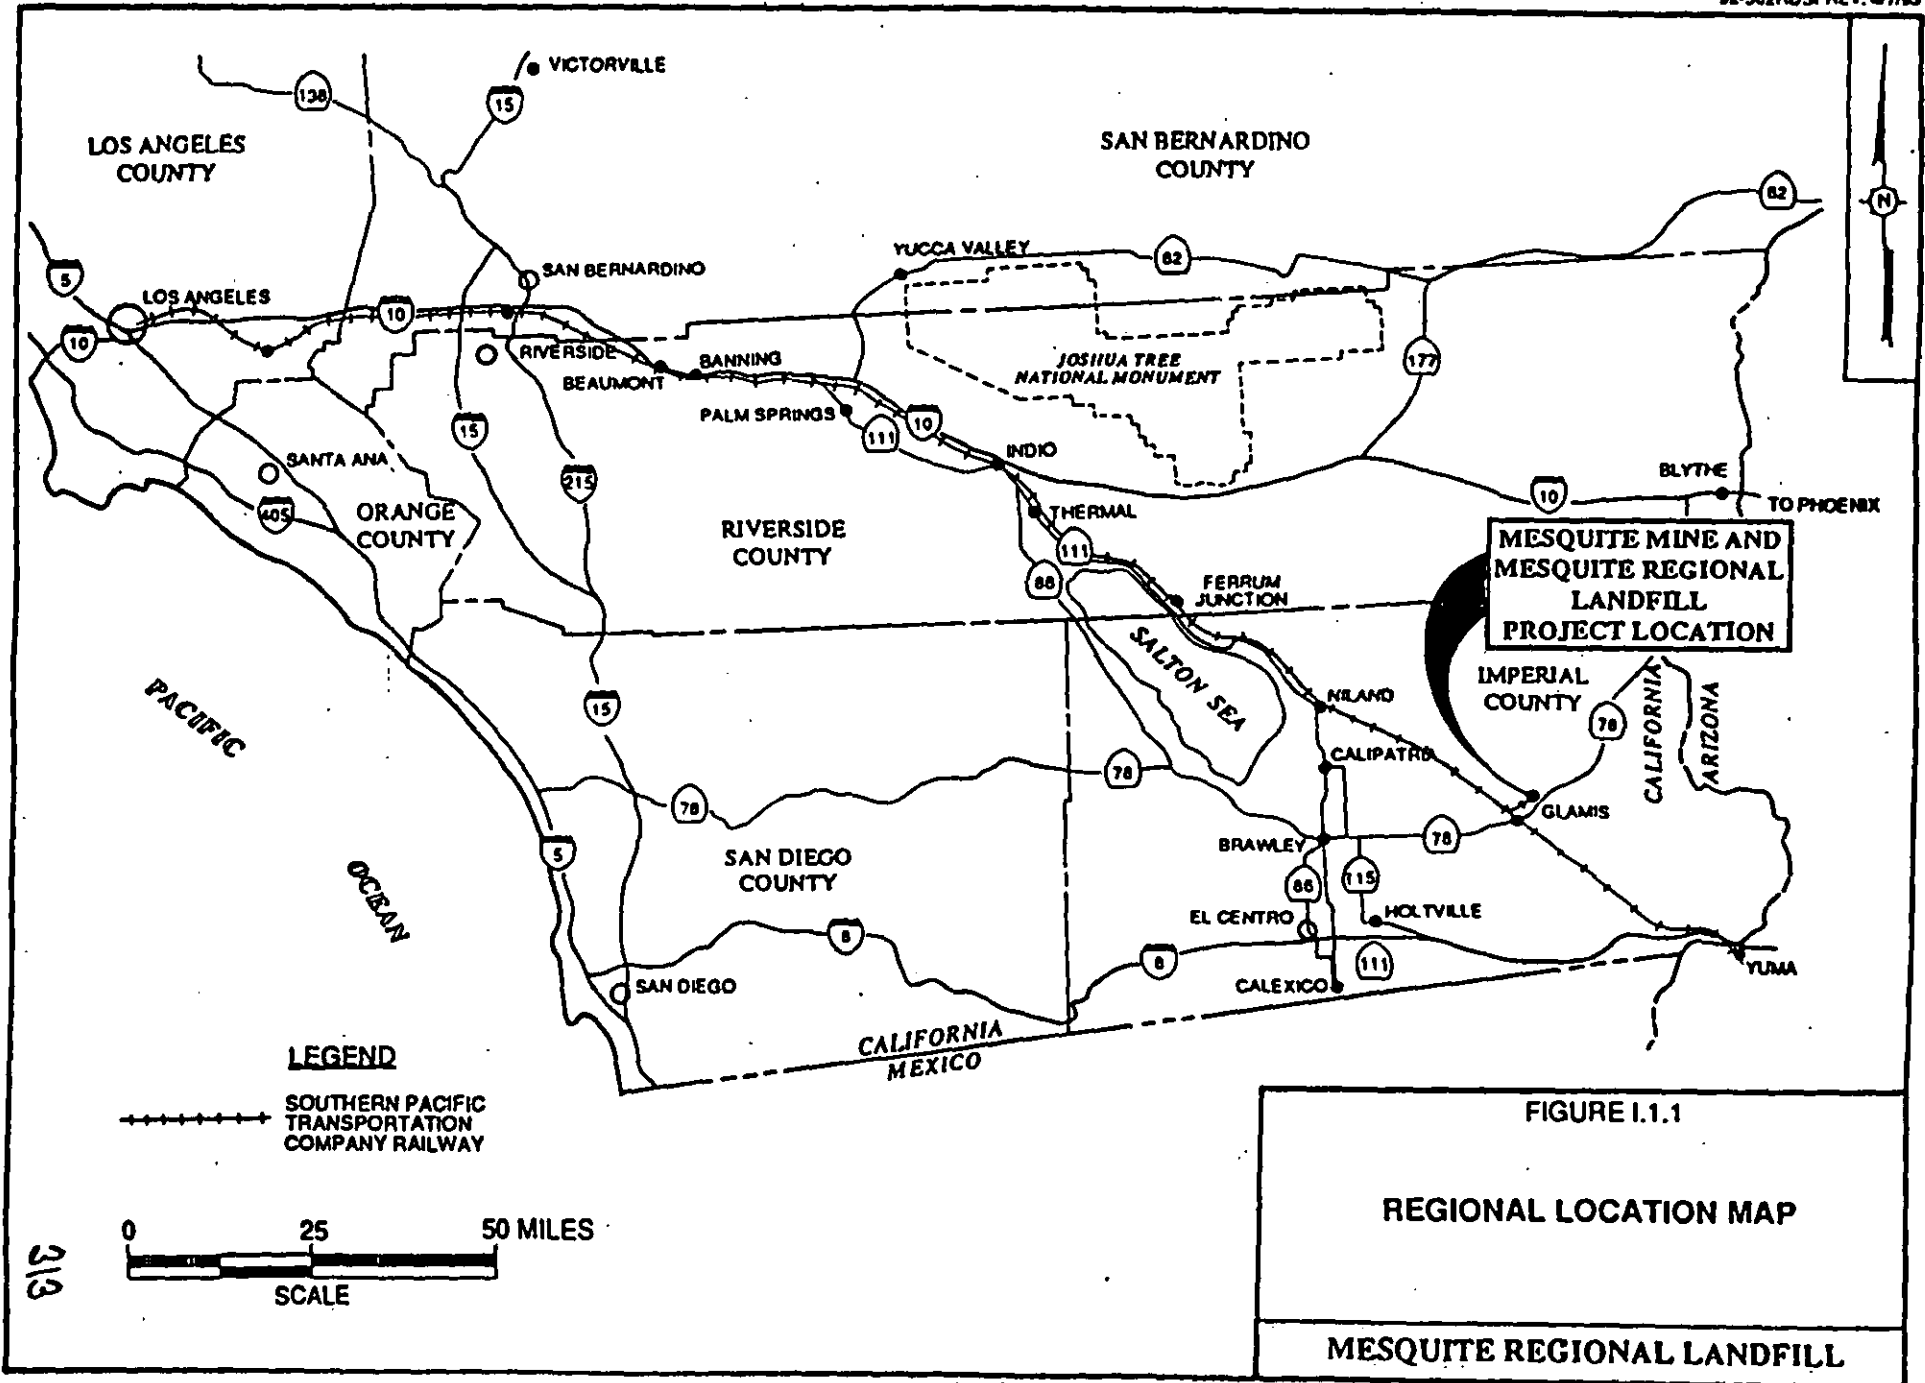 VICTORVILLE
138
15
LOS ANGELES
COUNTY
SAN BERNARDINO
COUNTY
N
62
YUCCA VALLEY
62
5
SAN BERNARDINO
LOS ANGELES
10
10
RIVERSIDE
BEAUMONT
BANNING
JOSHUA TREE
NATIONAL MONUMENT
177
PALM SPRINGS
111
10
15
INDIO
SANTA ANA
215
BLYTHE
10
TO PHOENIX
405
ORANGE
COUNTY
RIVERSIDE
COUNTY
THERMAL
111
86
FERRUM
JUNCTION
MESQUITE MINE AND
MESQUITE REGIONAL
LANDFILL
PROJECT LOCATION
SALTON SEA
IMPERIAL
COUNTY
78
CALIFORNIA
ARIZONA
PACIFIC
OCEAN
15
NILAND
CALIPATRIA
78
78
GLAMIS
BRAWLEY
78
5
SAN DIEGO
COUNTY
86
115
EL CENTRO
HOLTVILLE
8
8
111
CALEXICO
YUMA
SAN DIEGO
CALIFORNIA
MEXICO
LEGEND
SOUTHERN PACIFIC
TRANSPORTATION
COMPANY RAILWAY
0 25 50 MILES
SCALE
313
FIGURE I.1.1
REGIONAL LOCATION MAP
MESQUITE REGIONAL LANDFILL